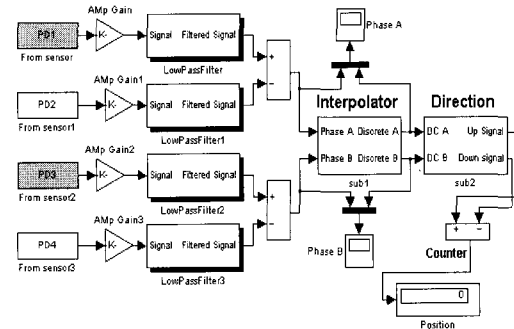 AMp Gain
PD1
K-
Signal Filtered Signal
From sensor
LowPassFilter
AMp Gain1
PD2
K-
Signal Filtered Signal
From sensor1
LowPassFilter1
AMp Gain2
PD3
K-
Signal Filtered Signal
From sensor2
LowPassFilter2
AMp Gain3
PD4
K-
Signal Filtered Signal
From sensor3
LowPassFilter3
+
−
+
−
Phase A
Interpolator
Phase A Discrete A
Phase B Discrete B
sub1
Phase B
Direction
DC A Up Signal
DC B Down signal
sub2
+ −
Counter
0
Position